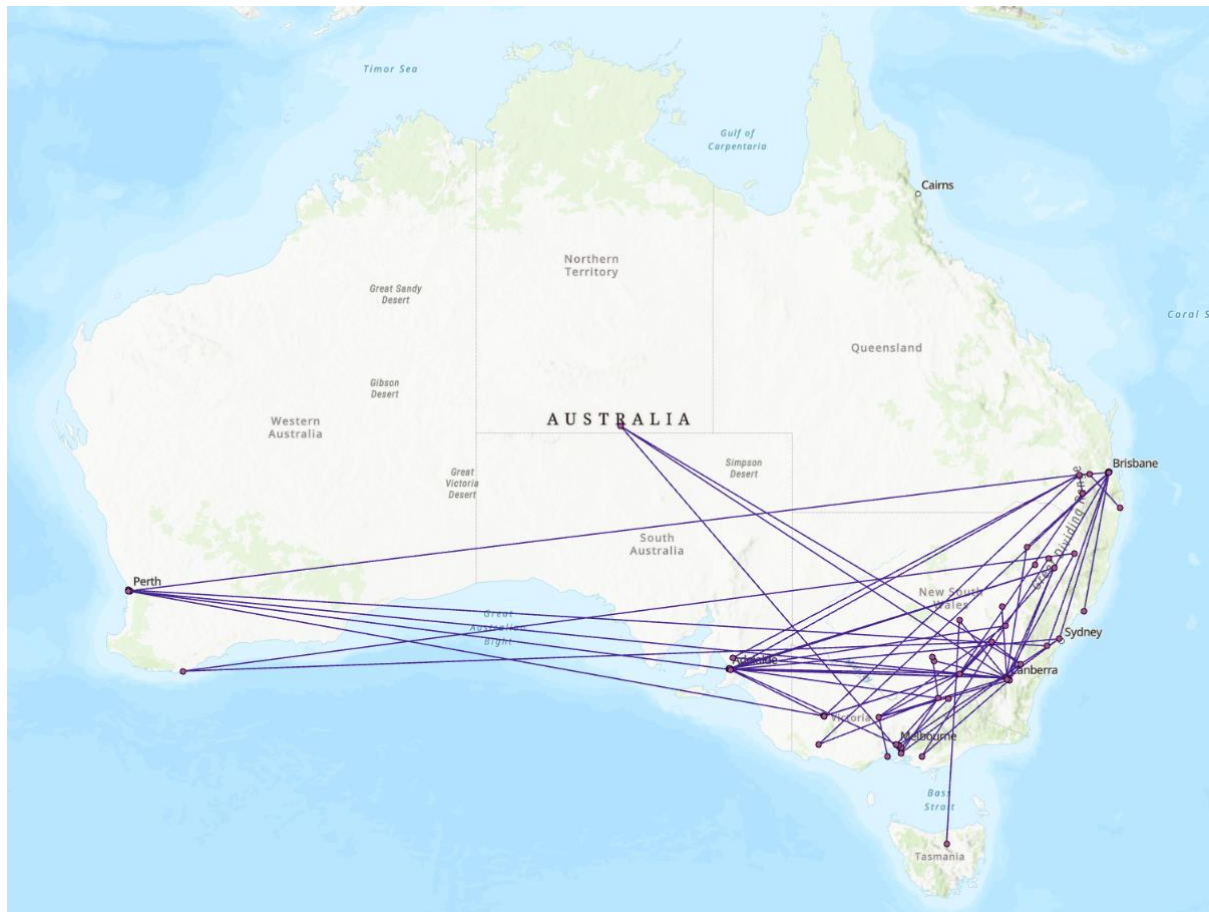 Timor Sea
Gulf of
Carpentaria
Cairns
Northern
Territory
Great Sandy
Desert
Coral S
Queensland
Gibson
Desert
AUSTRALIA
Western
Australia
Great
Victoria
Desert
Simpson
Desert
Brisbane
Dividing
South
Australia
Perth
New South
Wales
Great
Australian
Bight
Sydney
Adelaide
Canberra
Victoria
Melbourne
Bass
Strait
Tasmania